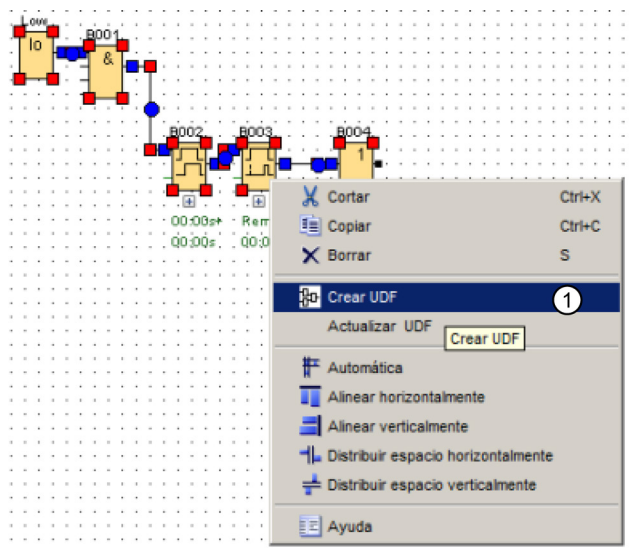 Low
lo
B001
&
B002
B003
B004
1
00:00s+
00:00s
Rem
00:0
Cortar Ctrl+X
Copiar Ctrl+C
Borrar S
Crear UDF 1
Actualizar UDF
Crear UDF
Automática
Alinear horizontalmente
Alinear verticalmente
Distribuir espacio horizontalmente
Distribuir espacio verticalmente
Ayuda